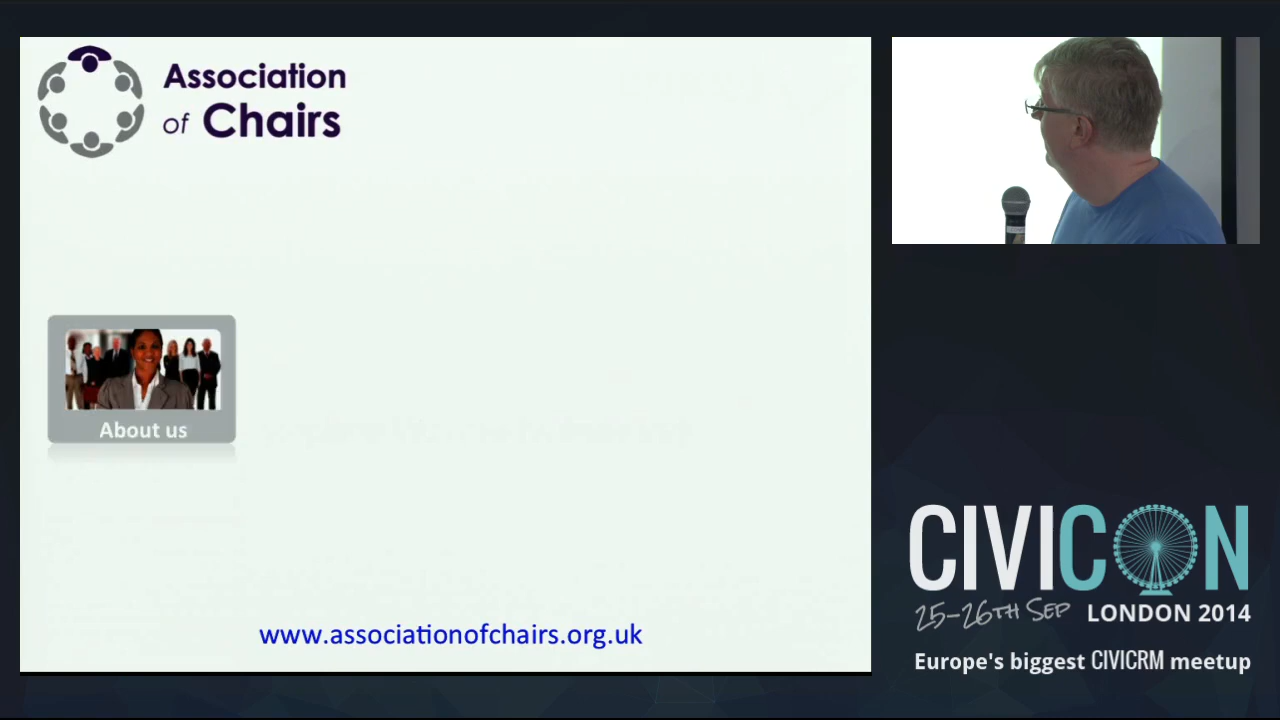 Association
of Chairs
About us
www.associationofchairs.org.uk
CIVICON
25-26TH SEP LONDON 2014
Europe's biggest CIVICRM meetup